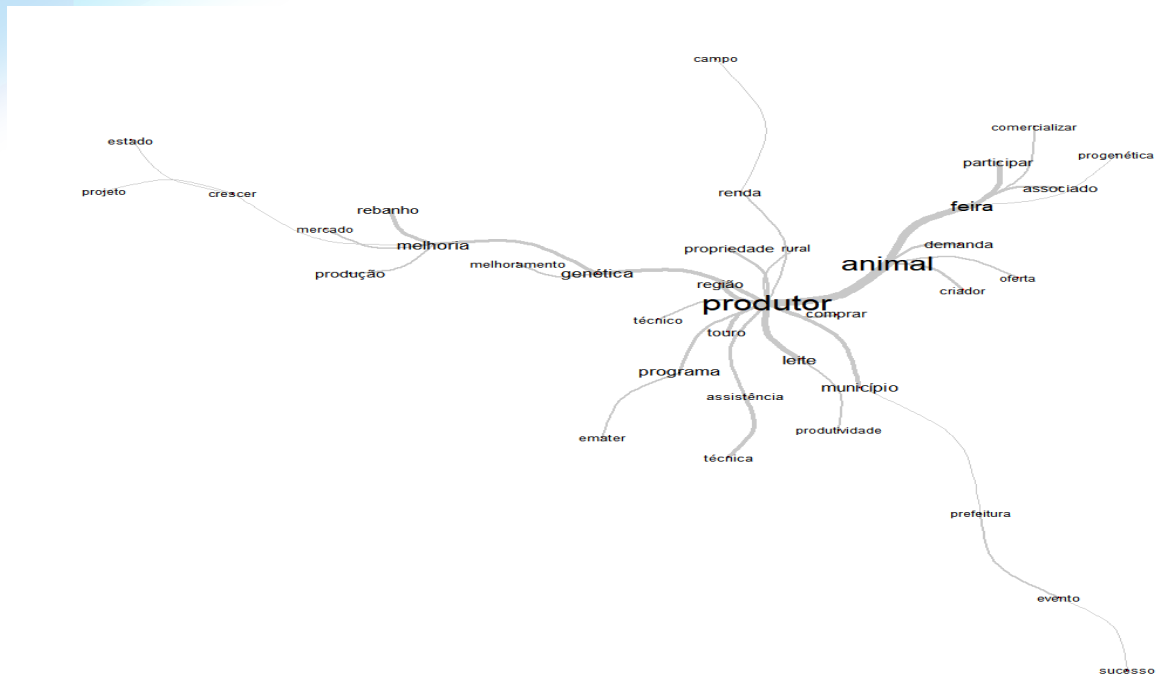 campo
comercializar
estado
progenética
participar
projeto
crescer
renda
associado
feira
rebanho
mercado
melhoria
propriedade
rural
demanda
animal
melhoramento
genética
produção
oferta
região
criador
produtor
comprar
técnico
touro
leite
programa
município
assistência
produtividade
emater
técnica
prefeitura
evento
sucesso